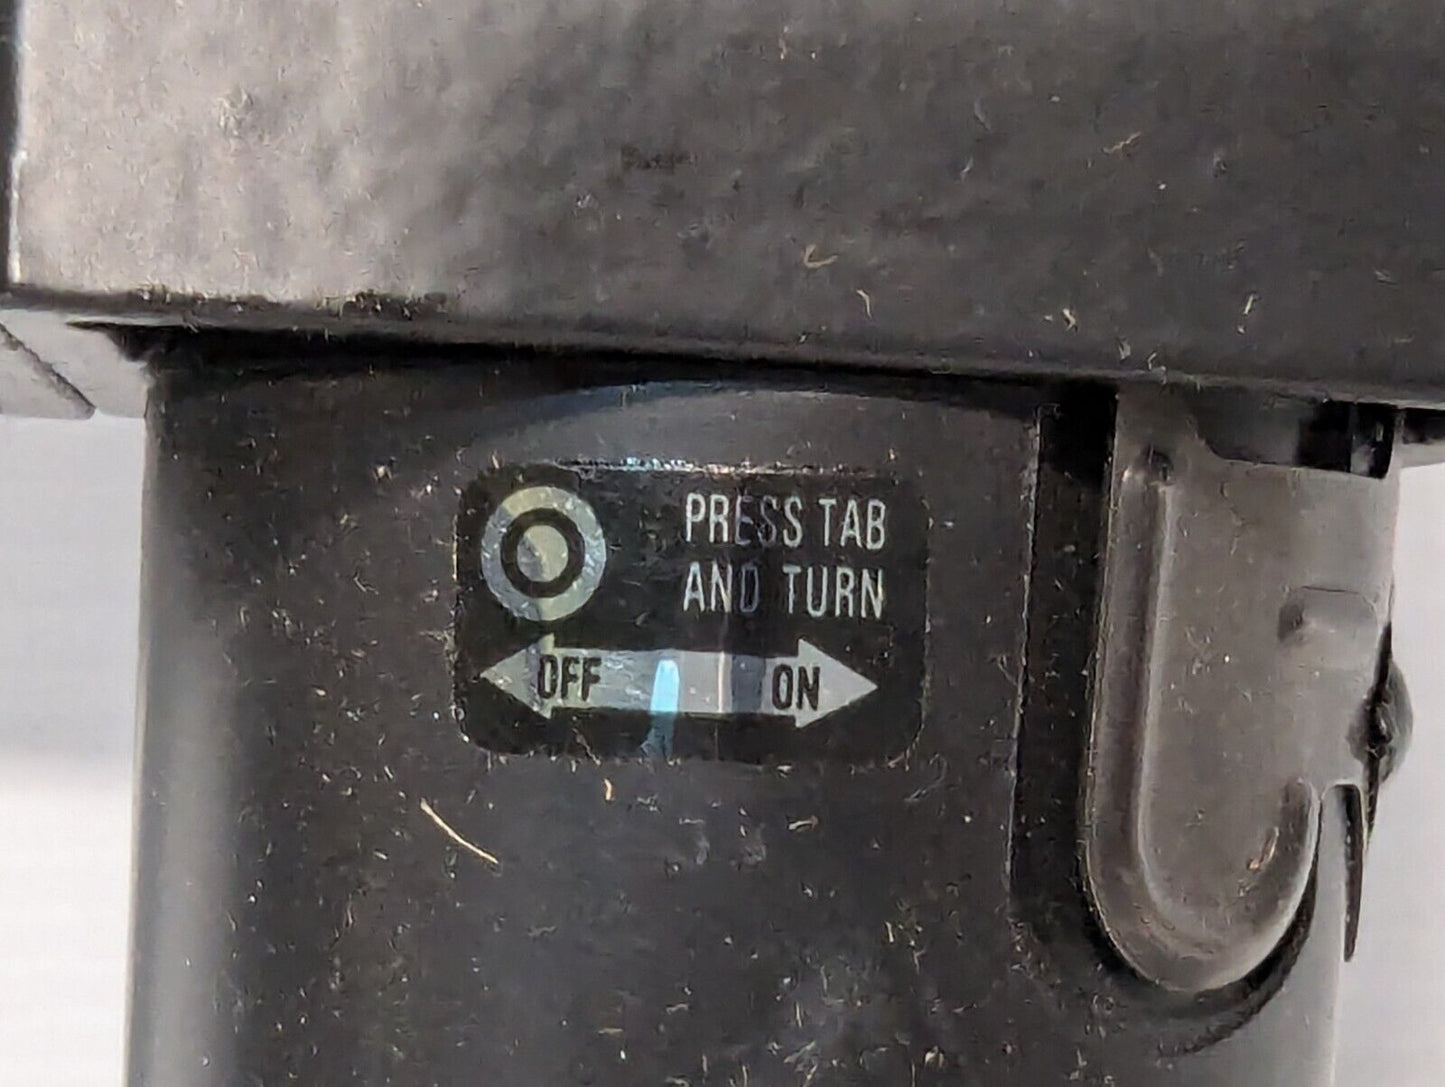 PRESS TAB
AND TURN
OFF ON